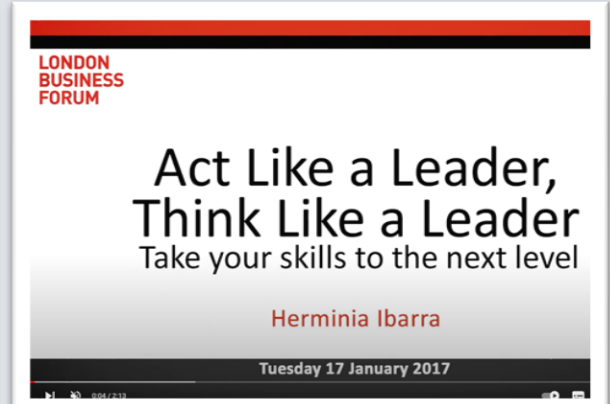 LONDON
BUSINESS
FORUM
Act Like a Leader,
Think Like a Leader
Take your skills to the next level
Herminia Ibarra
Tuesday 17 January 2017
0:04 / 2:13